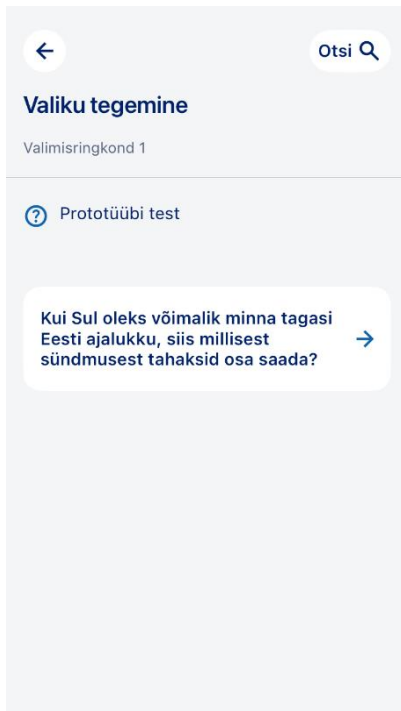 Otsi
Valiku tegemine
Valimisringkond 1
Prototüübi test
Kui Sul oleks võimalik minna tagasi
Eesti ajalukku, siis millisest
sündmusest tahaksid osa saada?